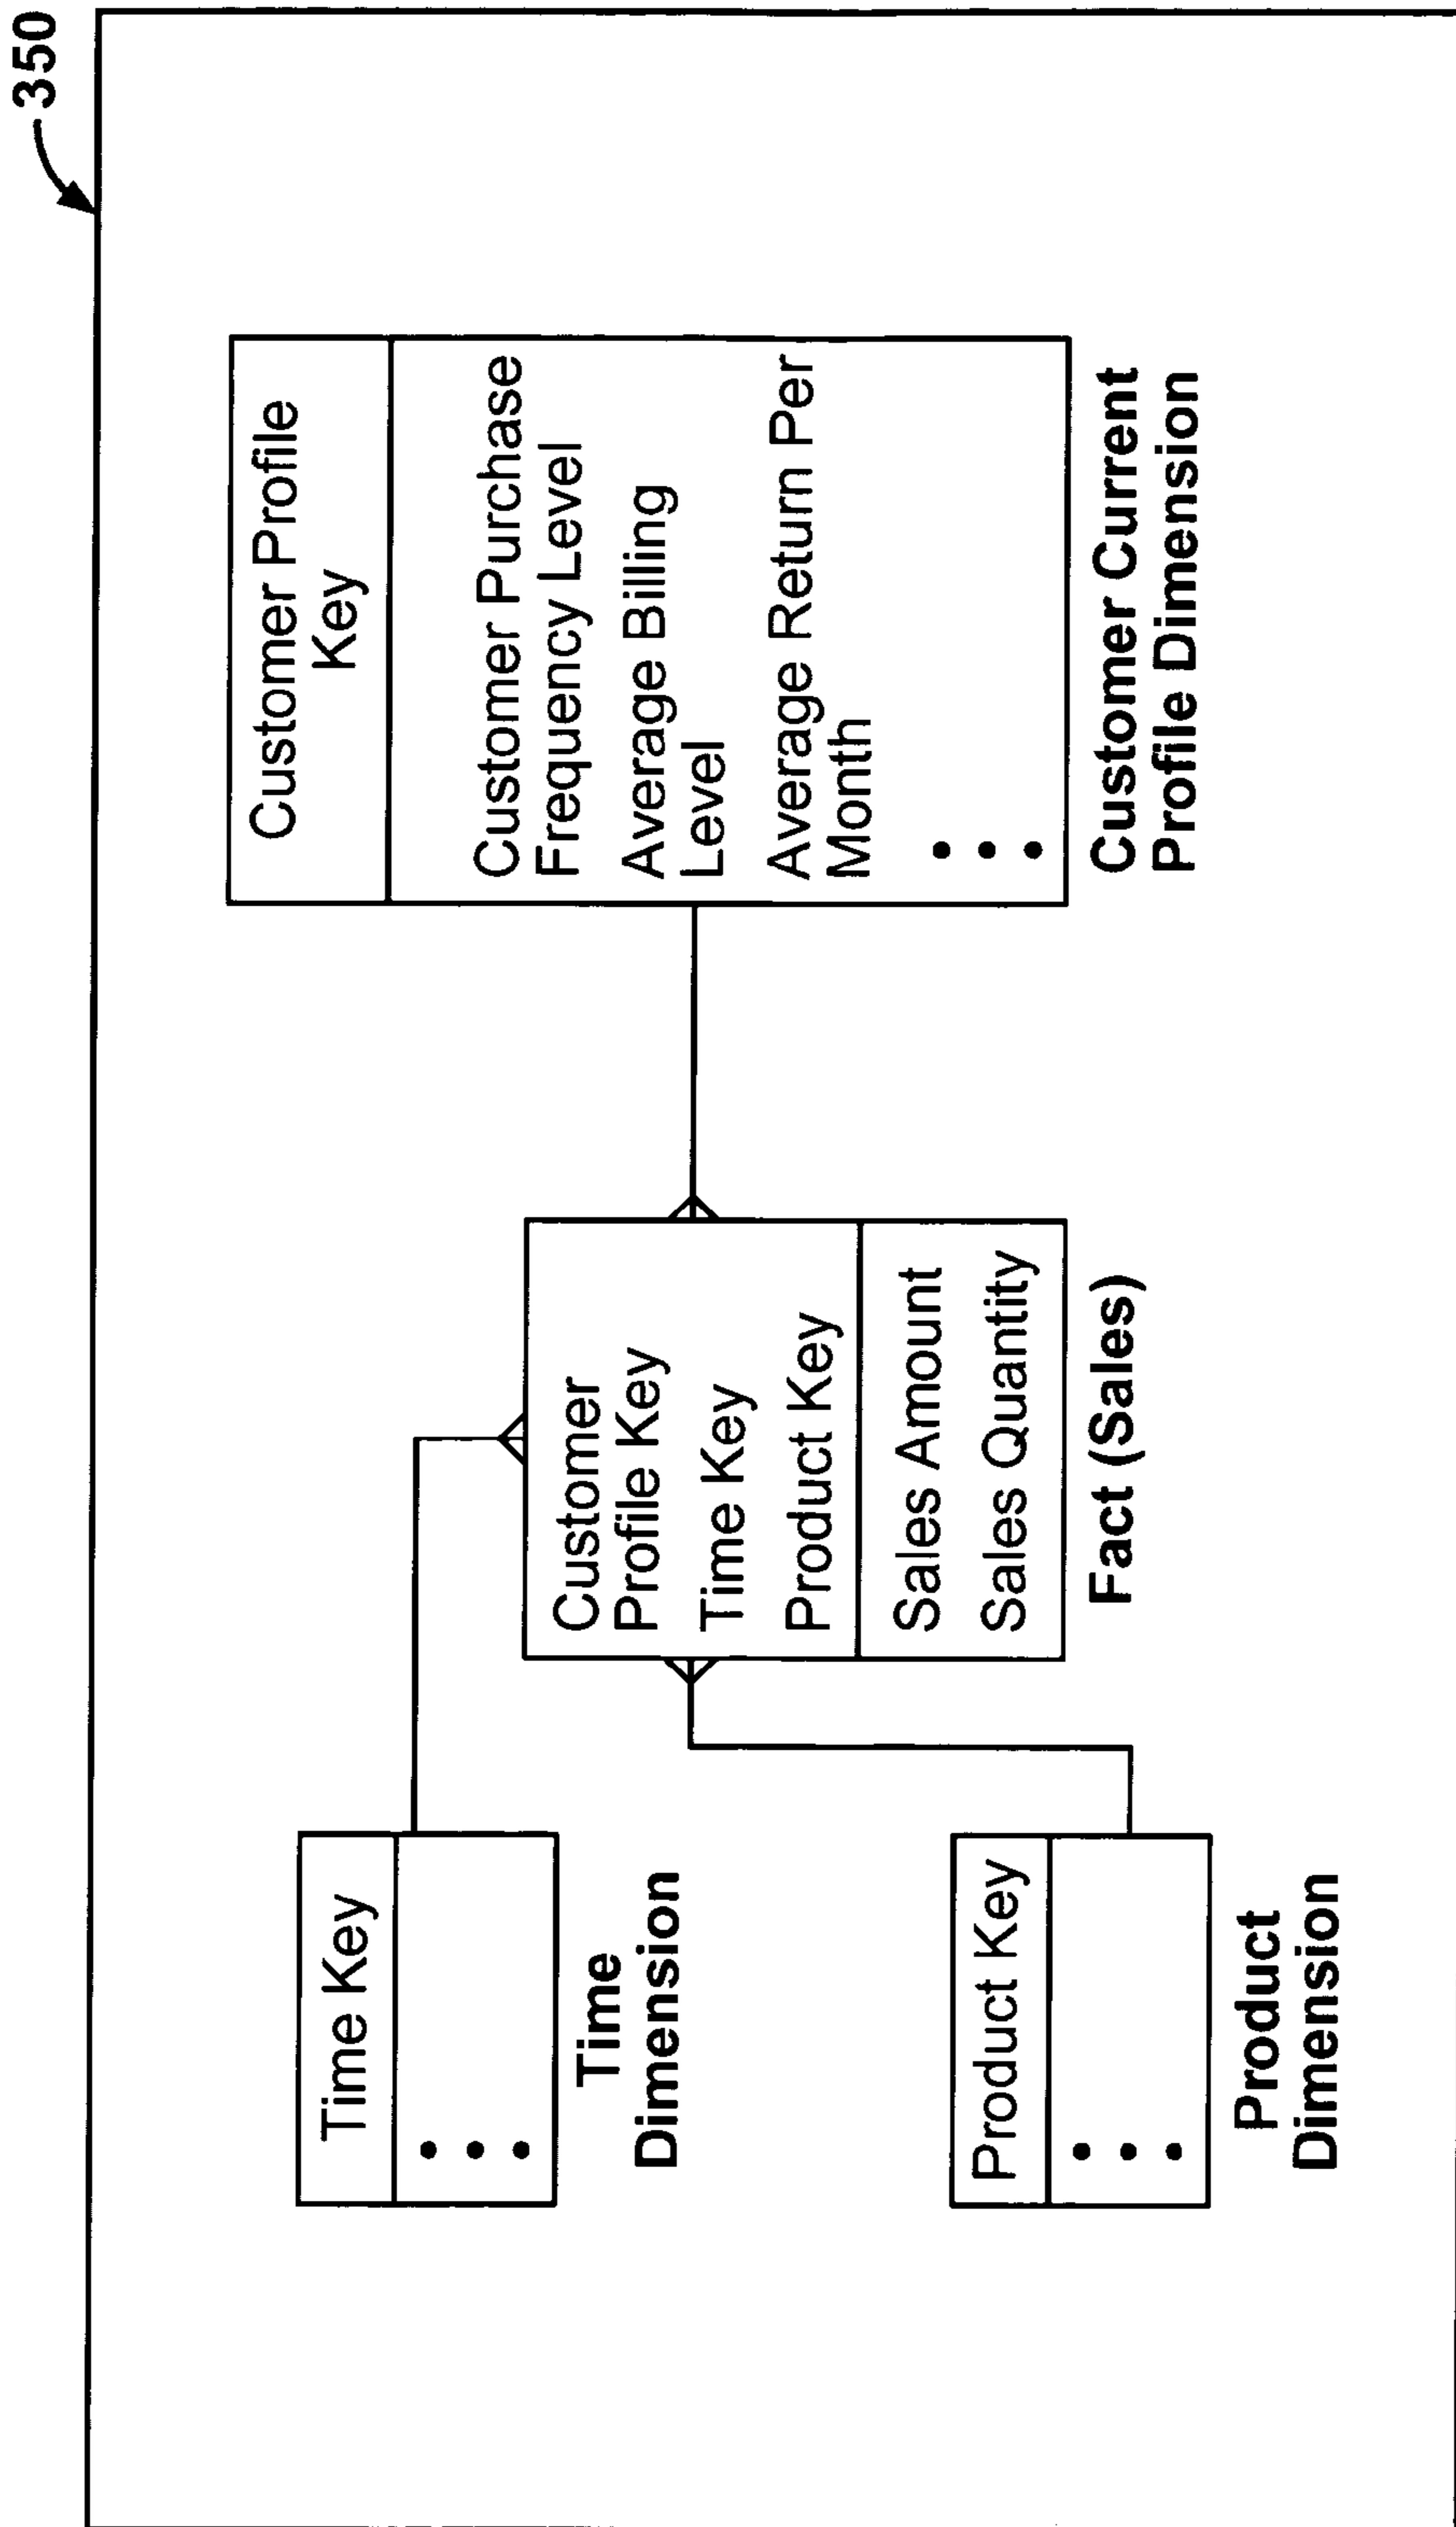 350
Time Key
Time
Dimension
Product Key
Product
Dimension
Customer
Profile Key
Time Key
Product Key
Sales Amount
Sales Quantity
Fact (Sales)
Customer Profile
Key
Customer Purchase
Frequency Level
Average Billing
Level
Average Return Per
Month
Customer Current
Profile Dimension